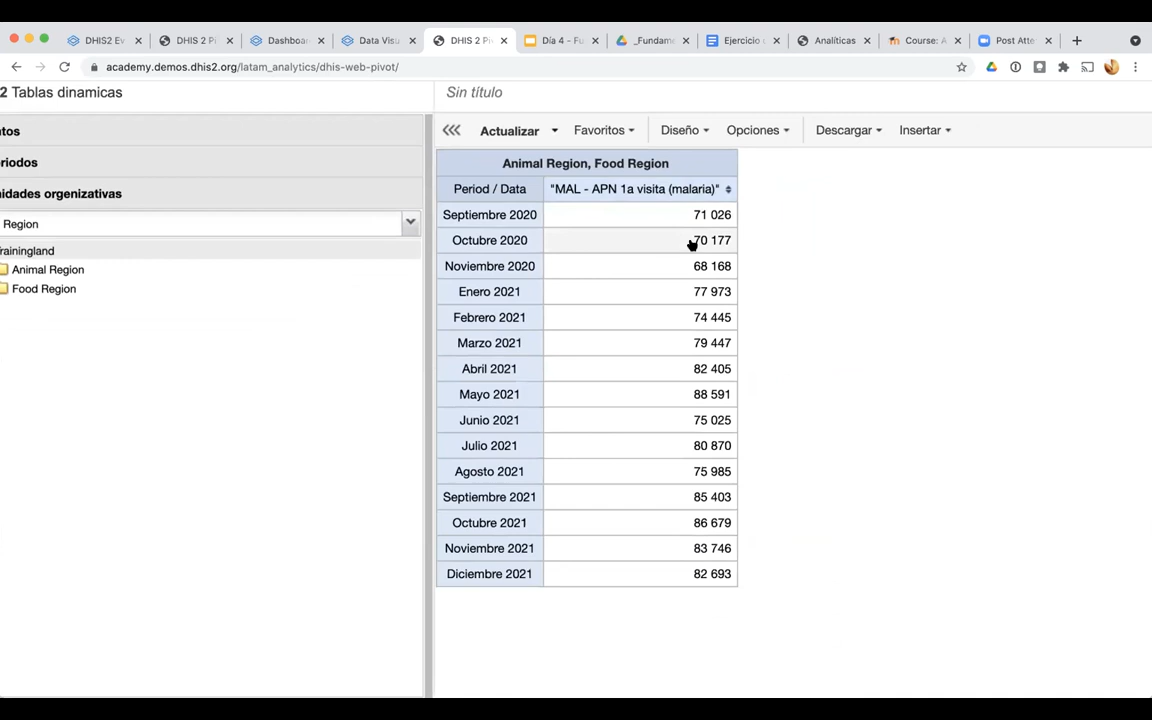 DHIS2 Ev
DHIS 2 Pi
Dashboa
Data Visu
DHIS 2 Pi
Día 4 - Fu
_Fundame
Ejercicio
Analíticas
Course: A
Post Atte
academy.demos.dhis2.org/latam_analytics/dhis-web-pivot/
2 Tablas dinamicas
Sin título
tos
Actualizar
Favoritos
Diseño
Opciones
Descargar
Insertar
riodos
nidades organizativas
Region
rainingland
Animal Region
Food Region
Animal Region, Food Region
Period / Data "MAL - APN 1a visita (malaria)"
Septiembre 2020 71 026
Octubre 2020 70 177
Noviembre 2020 68 168
Enero 2021 77 973
Febrero 2021 74 445
Marzo 2021 79 447
Abril 2021 82 405
Mayo 2021 88 591
Junio 2021 75 025
Julio 2021 80 870
Agosto 2021 75 985
Septiembre 2021 85 403
Octubre 2021 86 679
Noviembre 2021 83 746
Diciembre 2021 82 693